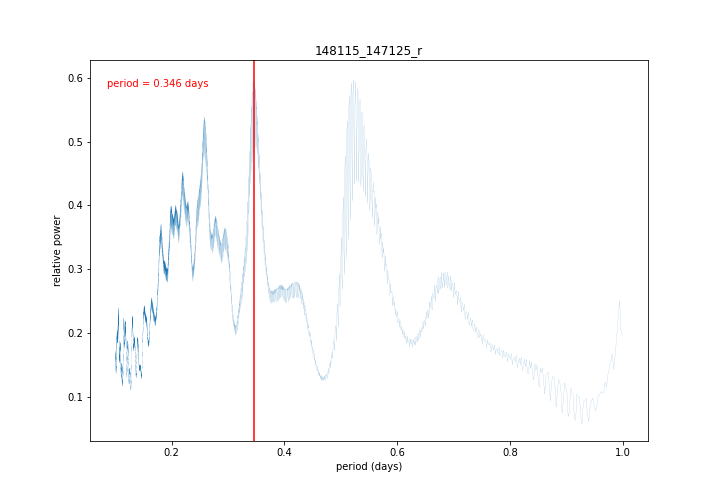 148115_147125_r
period = 0.346 days
relative power
0.6
0.5
0.4
0.3
0.2
0.1
0.2 0.4 0.6 0.8 1.0
period (days)